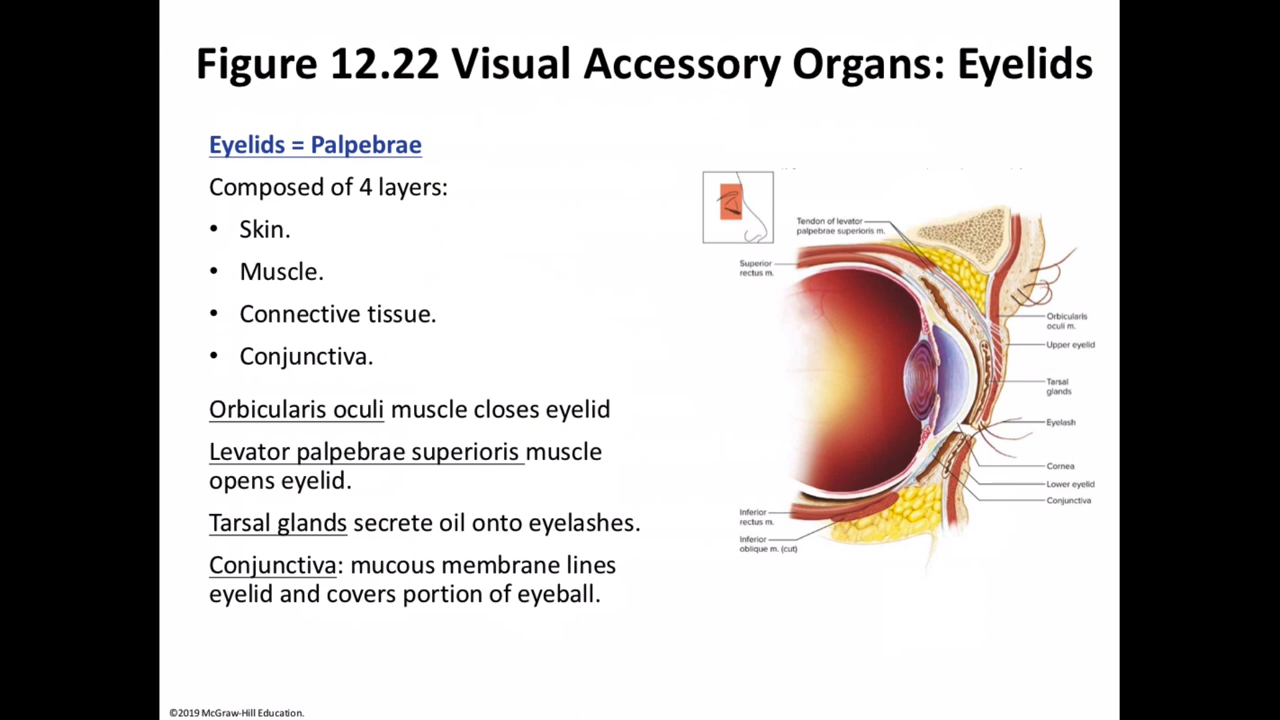 Figure 12.22 Visual Accessory Organs: Eyelids
Eyelids = Palpebrae
Composed of 4 layers:
• Skin.
• Muscle.
• Connective tissue.
• Conjunctiva.
Orbicularis oculi muscle closes eyelid
Levator palpebrae superioris muscle
opens eyelid.
Tarsal glands secrete oil onto eyelashes.
Conjunctiva: mucous membrane lines
eyelid and covers portion of eyeball.
Tendon of levator
palpebrae superioris m.
Superior
rectus m.
Orbicularis
oculi m.
Upper eyelid
Tarsal
glands
Eyelash
Cornea
Lower eyelid
Conjunctiva
Inferior
rectus m.
Inferior
oblique m. (cut)
©2019 McGraw-Hill Education.